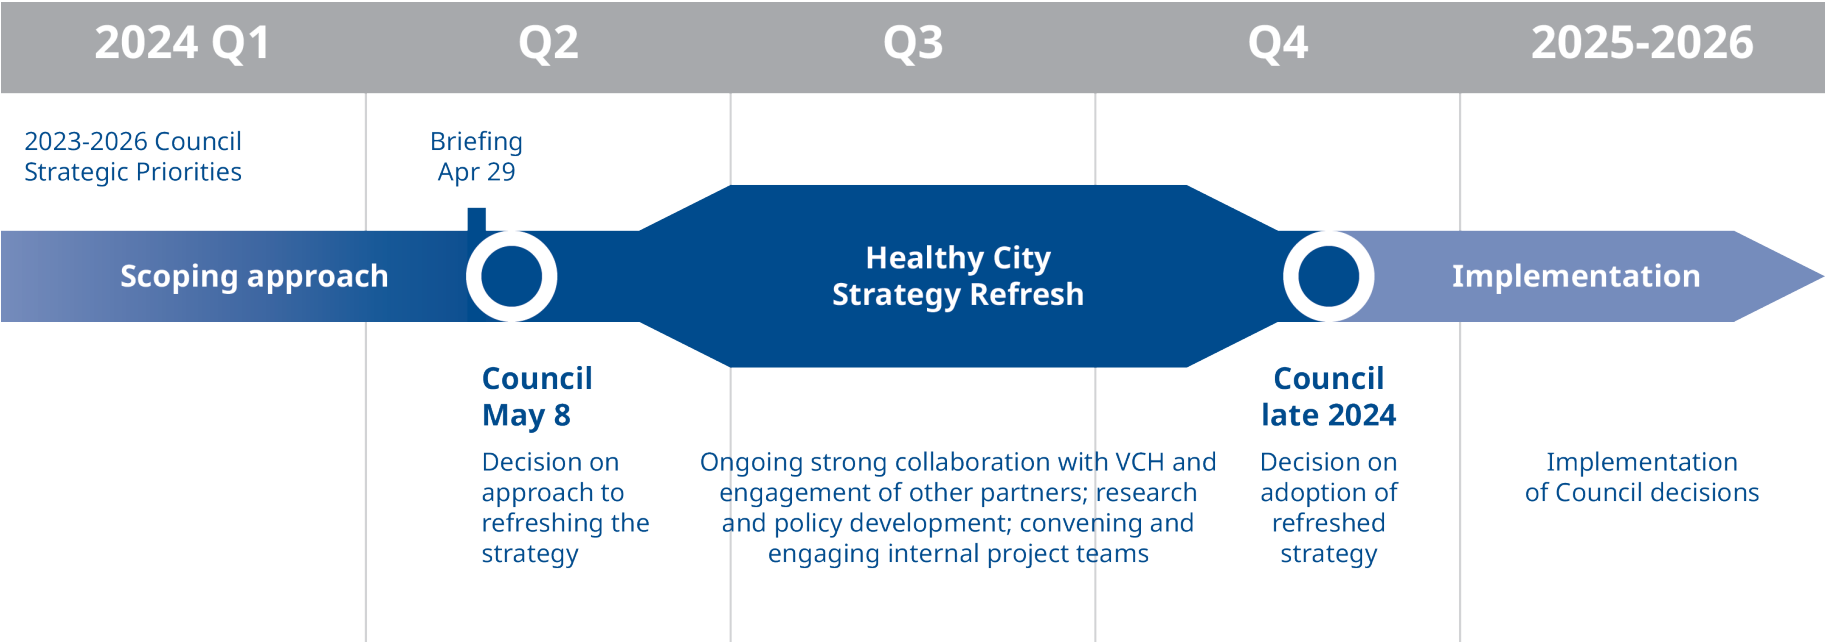 2024 Q1
Q2
Q3
Q4
2025-2026
2023-2026 Council
Strategic Priorities
Briefing
Apr 29
Scoping approach
Healthy City
Strategy Refresh
Implementation
Council
May 8
Decision on
approach to
refreshing the
strategy
Ongoing strong collaboration with VCH and
engagement of other partners; research
and policy development; convening and
engaging internal project teams
Council
late 2024
Decision on
adoption of
refreshed
strategy
Implementation
of Council decisions